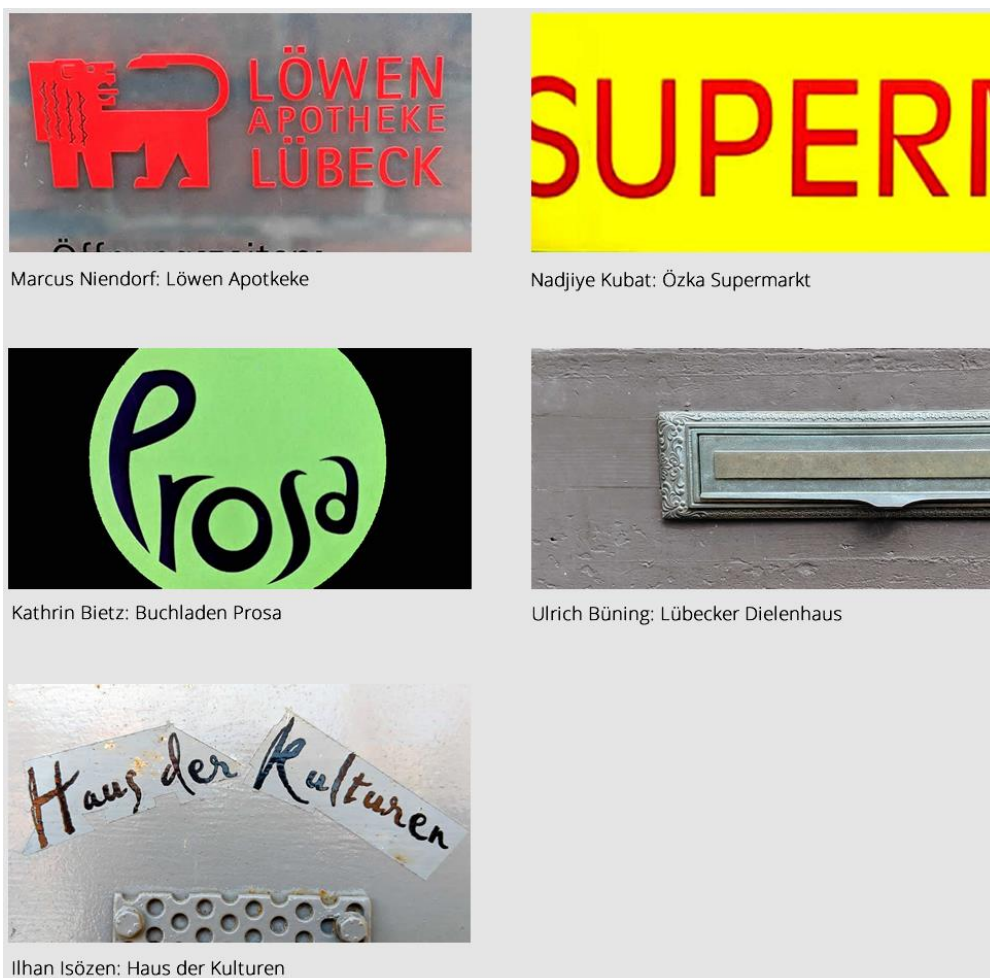 LÖWEN
APOTHEKE
LÜBECK
Öffnungszeiten:
Marcus Niendorf: Löwen Apotkeke
SUPERM
Nadjiye Kubat: Özka Supermarkt
Prosa
Kathrin Bietz: Buchladen Prosa
Ulrich Büning: Lübecker Dielenhaus
Haus der Kulturen
Ilhan Isözen: Haus der Kulturen